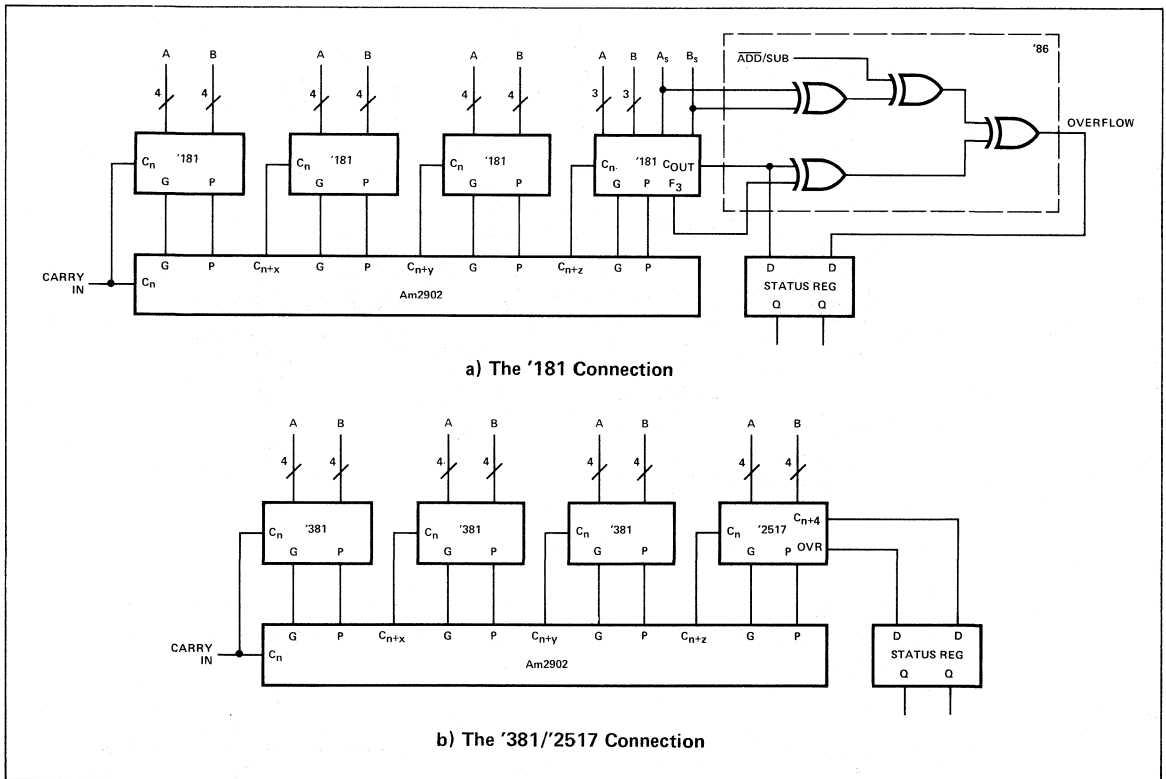 A B A B A B A B As Bs '86
ADD/SUB
4 4 4 4 4 4 3 3
OVERFLOW
Cn '181 Cn '181 Cn '181 Cn '181 COUT
G P G P G P G P F3
CARRY IN
G P Cn+x G P Cn+y G P Cn+z G P
Cn
Am2902
D D
STATUS REG
Q Q
a) The '181 Connection
A B A B A B A B
4 4 4 4 4 4 4 4
Cn '381 Cn '381 Cn '381 Cn '2517 Cn+4
G P G P G P G P OVR
CARRY IN
G P Cn+x G P Cn+y G P Cn+z G P
Cn
Am2902
D D
STATUS REG
Q Q
b) The '381/'2517 Connection